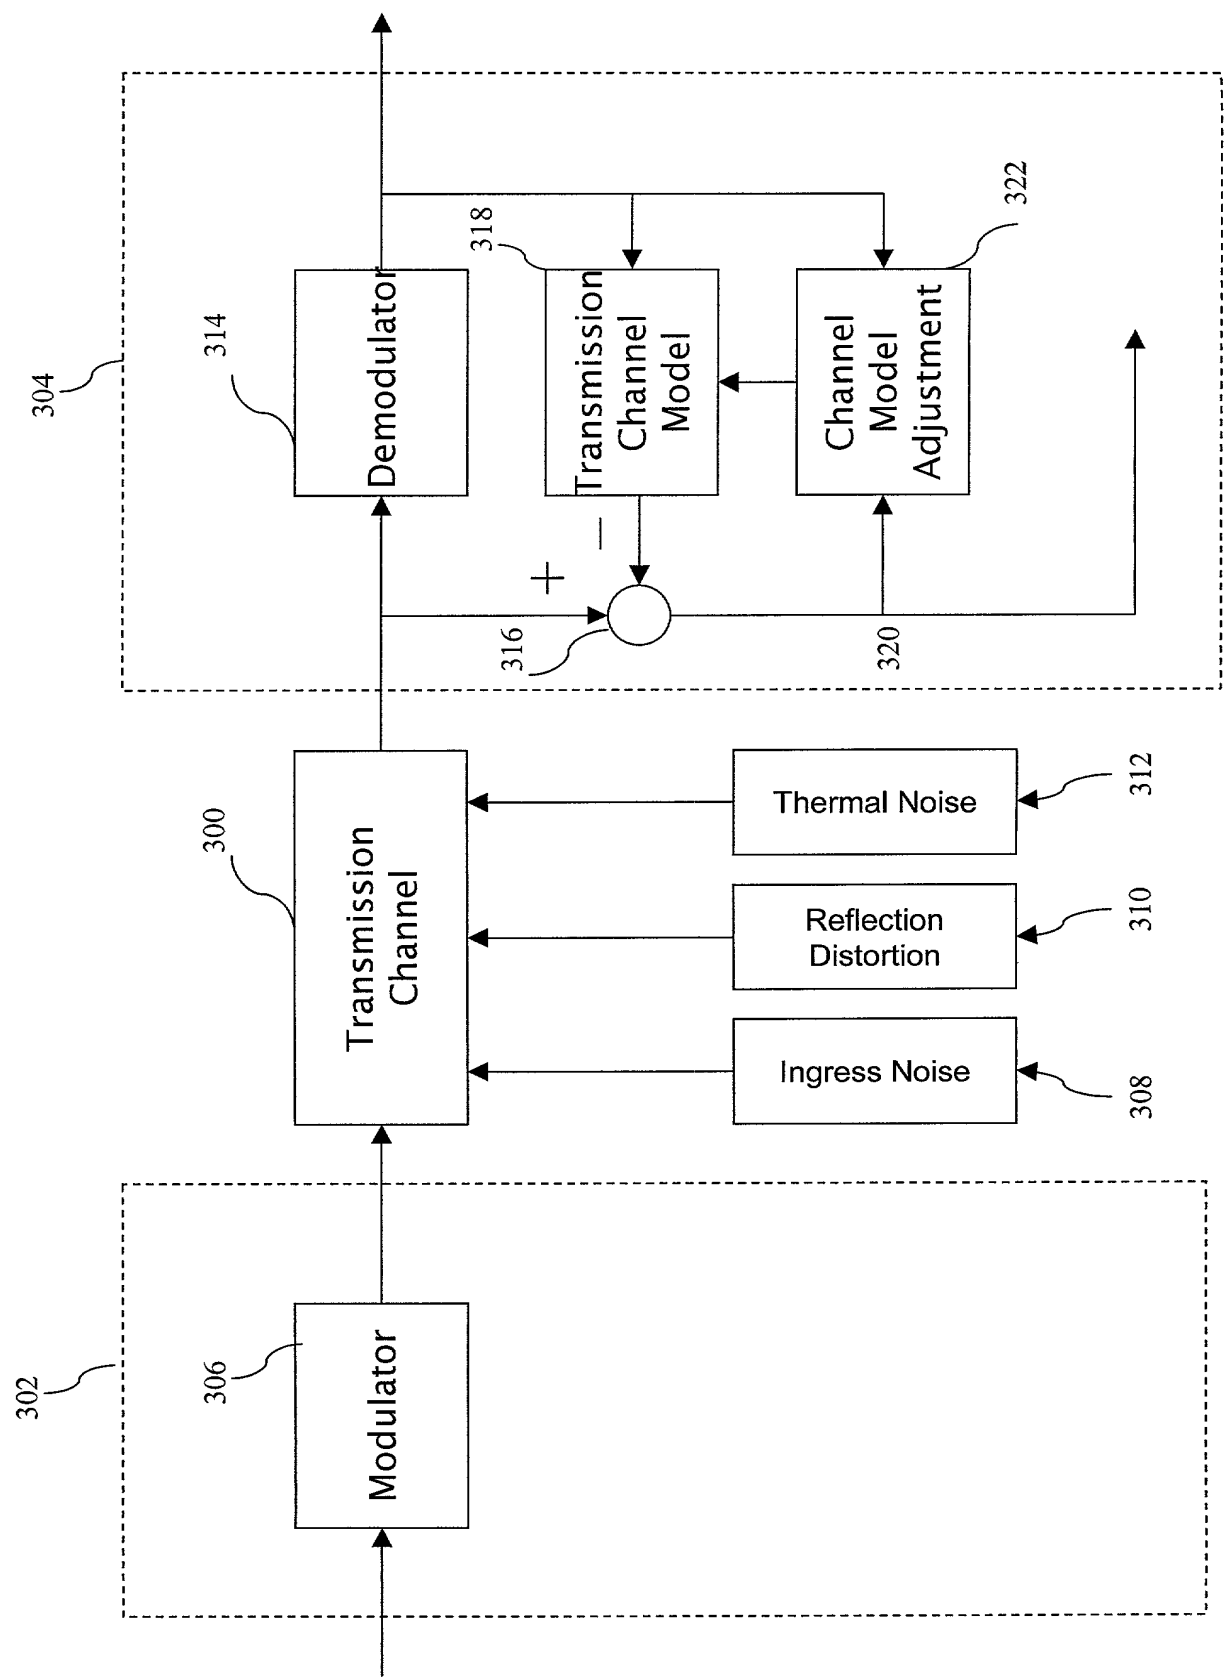 302
306
Modulator
300
Transmission
Channel
Ingress Noise
308
Reflection
Distortion
310
Thermal Noise
312
304
314
Demodulator
316
+
−
318
Transmission
Channel
Model
320
322
Channel
Model
Adjustment